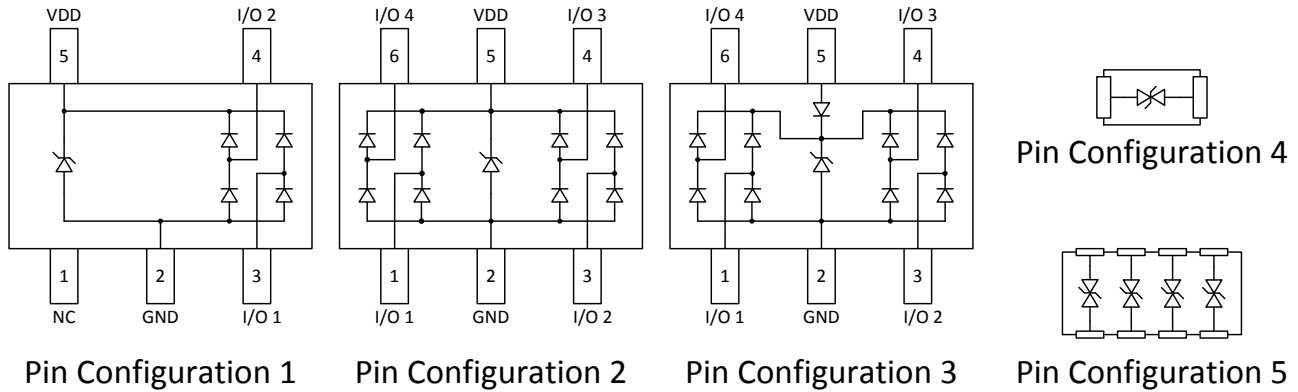 VDD I/O 2
5 4
1 2 3
NC GND I/O 1
Pin Configuration 1
I/O 4 VDD I/O 3
6 5 4
1 2 3
I/O 1 GND I/O 2
Pin Configuration 2
I/O 4 VDD I/O 3
6 5 4
1 2 3
I/O 1 GND I/O 2
Pin Configuration 3
Pin Configuration 4
Pin Configuration 5